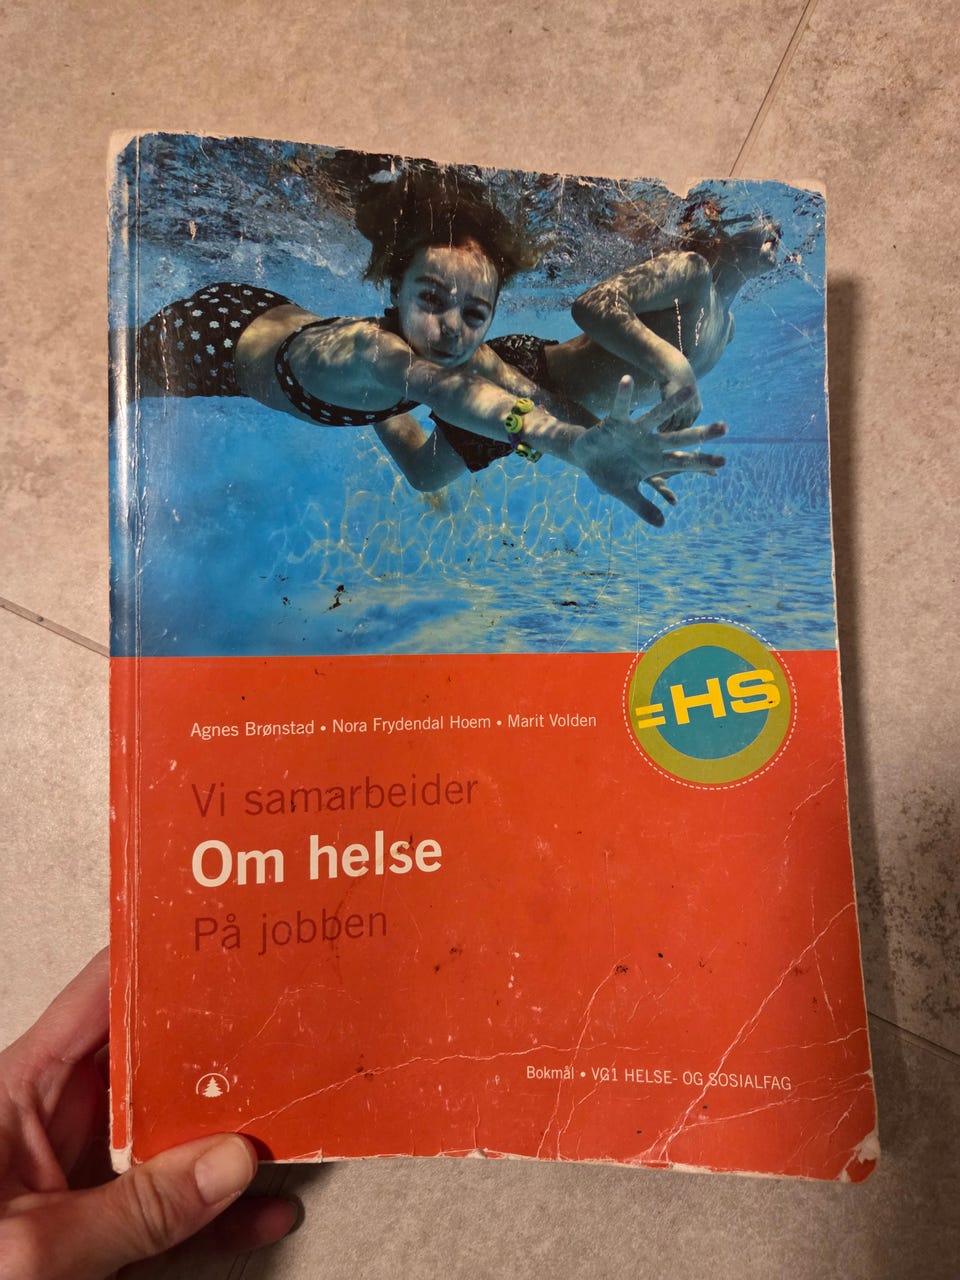 =HS
Agnes Brønstad • Nora Frydendal Hoem • Marit Volden
Vi samarbeider
Om helse
På jobben
Bokmål • VG1 HELSE- OG SOSIALFAG